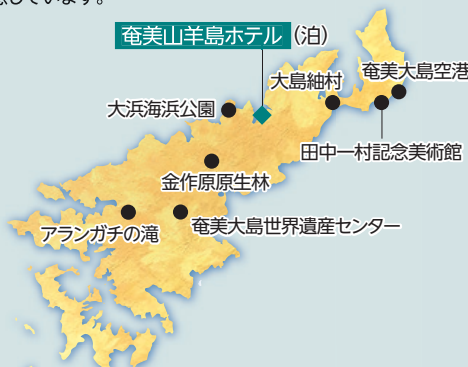 しています。
奄美山羊島ホテル (泊)
大島紬村
奄美大島空港
大浜海浜公園
田中一村記念美術館
金作原原生林
アランガチの滝
奄美大島世界遺産センター